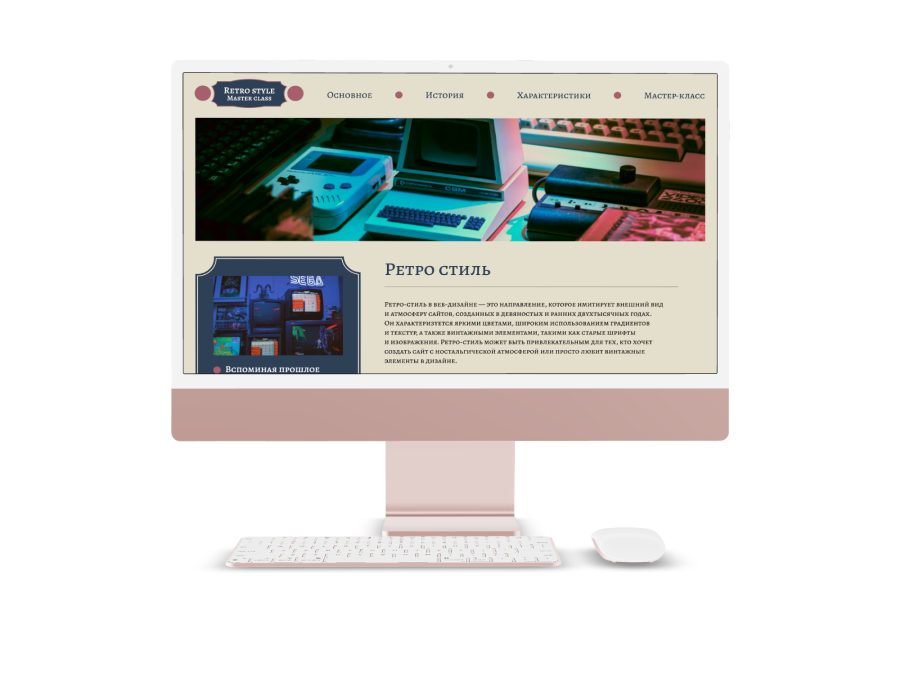 Retro style
Master class
Основное
История
Характеристики
Мастер-класс
SEGA
Ретро стиль
Ретро-стиль в веб-дизайне — это направление, которое имитирует внешний вид
и атмосферу сайтов, созданных в девяностых и ранних двухтысячных годах.
Он характеризуется яркими цветами, широким использованием градиентов
и текстур, а также винтажными элементами, такими как старые шрифты
и изображения. Ретро-стиль может быть привлекательным для тех, кто хочет
создать сайт с ностальгической атмосферой или просто любит винтажные
элементы в дизайне.
Вспоминая прошлое